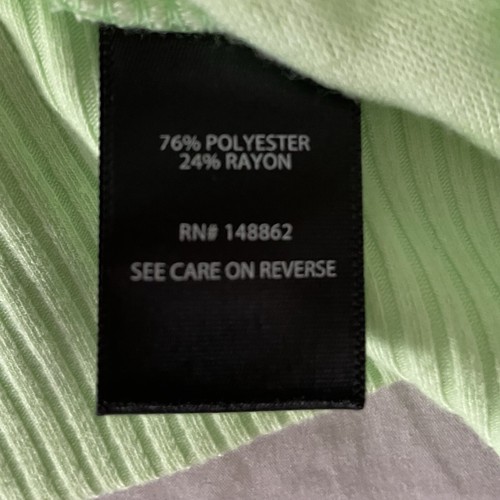 76% POLYESTER
24% RAYON
RN# 148862
SEE CARE ON REVERSE